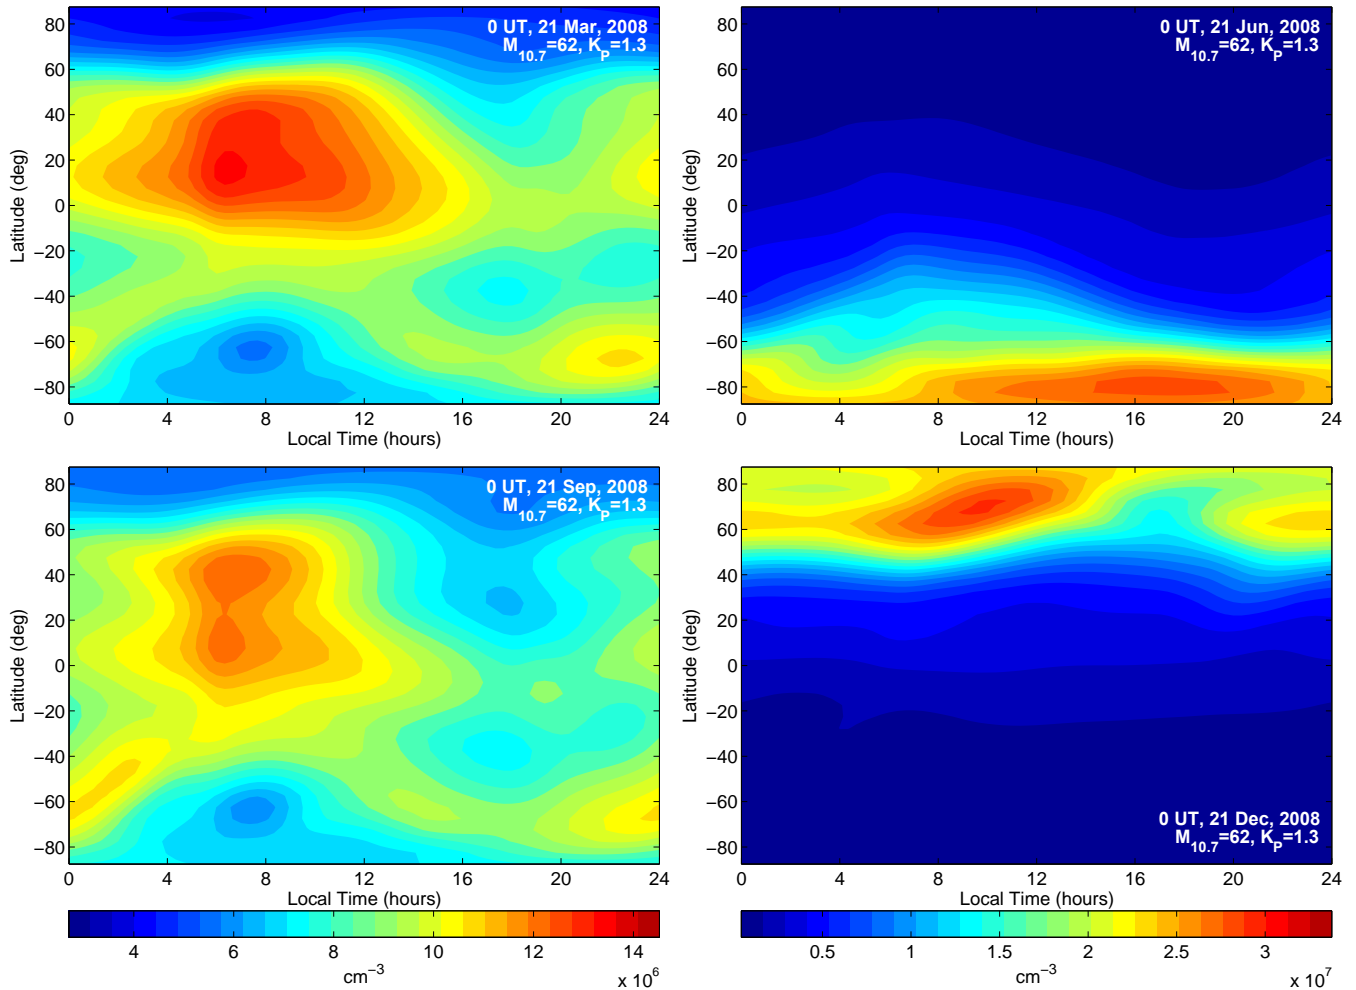 0 UT, 21 Mar, 2008
M10.7=62, KP=1.3
80
60
40
20
0
−20
−40
−60
−80
Latitude (deg)
0 4 8 12 16 20 24
Local Time (hours)
0 UT, 21 Jun, 2008
M10.7=62, KP=1.3
80
60
40
20
0
−20
−40
−60
−80
Latitude (deg)
0 4 8 12 16 20 24
Local Time (hours)
0 UT, 21 Sep, 2008
M10.7=62, KP=1.3
80
60
40
20
0
−20
−40
−60
−80
Latitude (deg)
0 4 8 12 16 20 24
Local Time (hours)
0 UT, 21 Dec, 2008
M10.7=62, KP=1.3
80
60
40
20
0
−20
−40
−60
−80
Latitude (deg)
0 4 8 12 16 20 24
Local Time (hours)
4 6 8 10 12 14
cm−3
x 106
0.5 1 1.5 2 2.5 3
cm−3
x 107